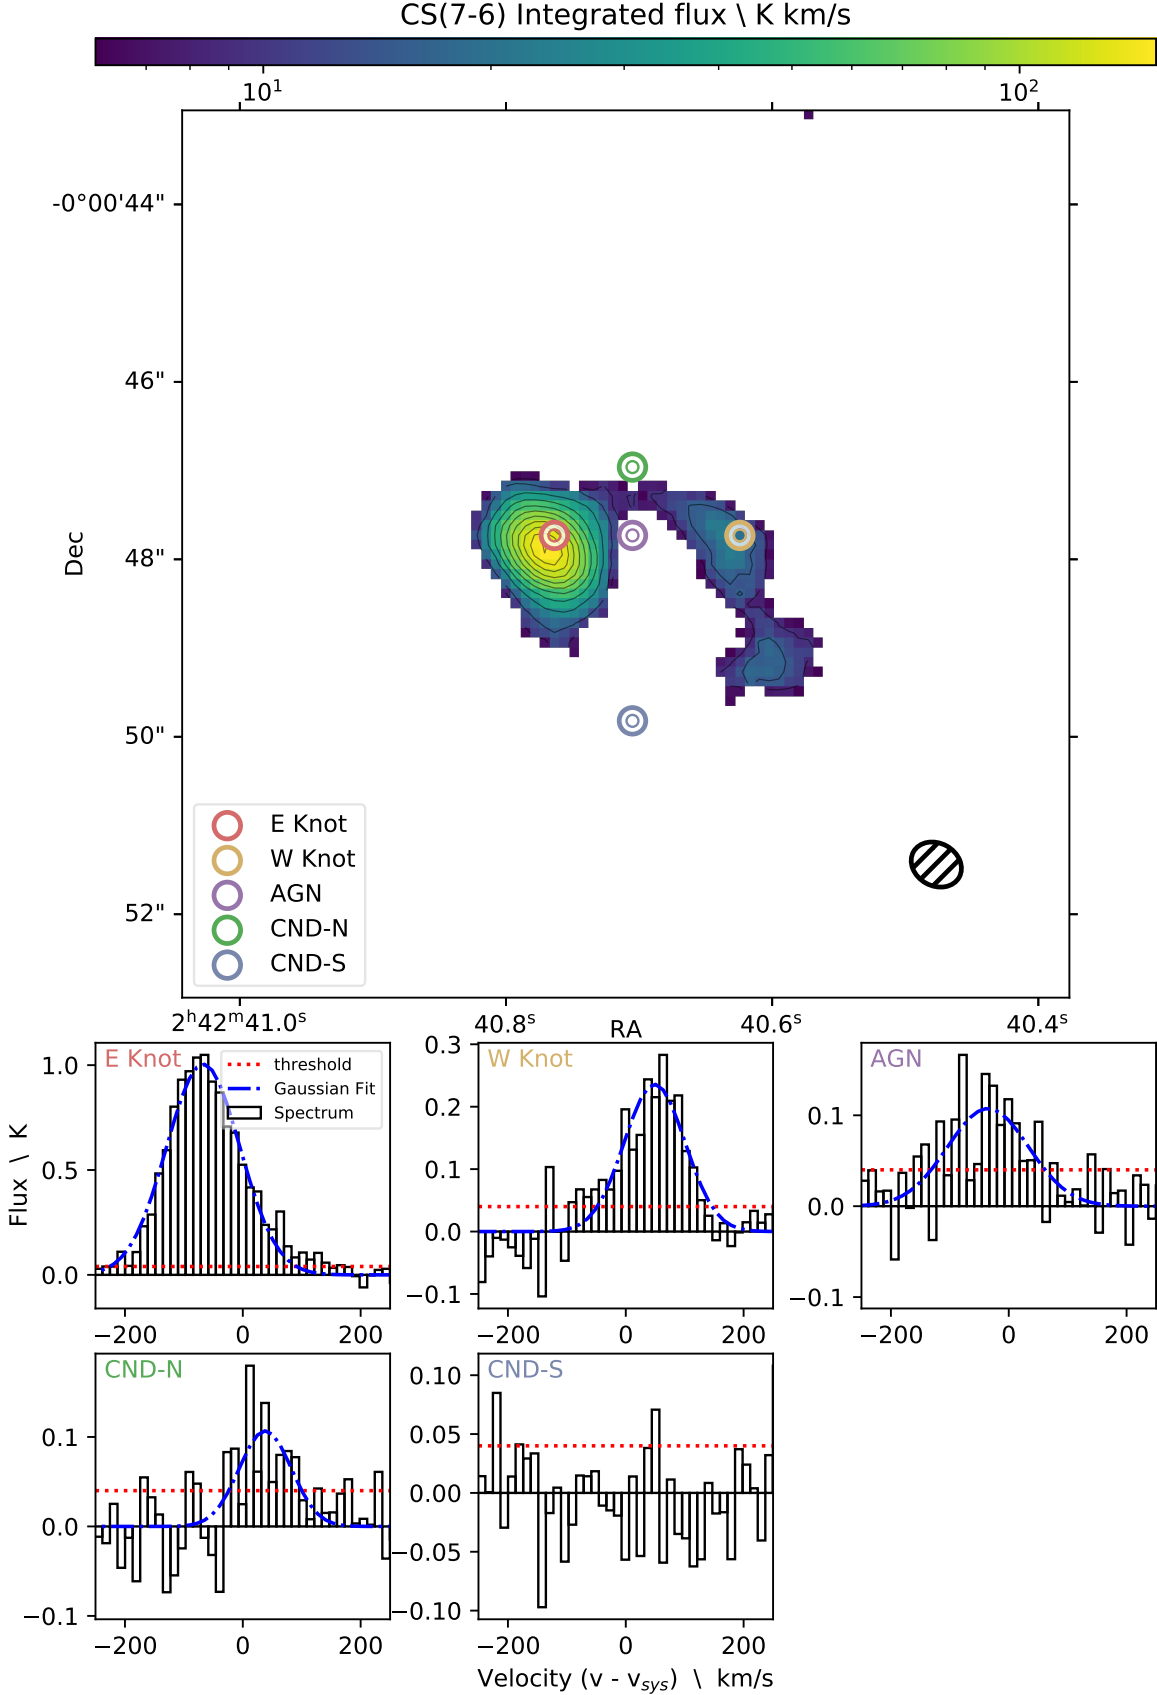 CS(7-6) Integrated flux \ K km/s
10¹ 10²
-0°00'44"
46"
Dec
48"
50"
52"
E Knot
W Knot
AGN
CND-N
CND-S
2ʰ42ᵐ41.0ˢ 40.8ˢ 40.6ˢ 40.4ˢ
RA
E Knot
threshold
Gaussian Fit
Spectrum
1.0
0.5
0.0
Flux \ K
−200 0 200
W Knot
0.3
0.2
0.1
0.0
−0.1
−200 0 200
AGN
0.1
0.0
−0.1
−200 0 200
CND-N
0.1
0.0
−0.1
−200 0 200
CND-S
0.10
0.05
0.00
−0.05
−0.10
−200 0 200
Velocity (v - v_sys) \ km/s